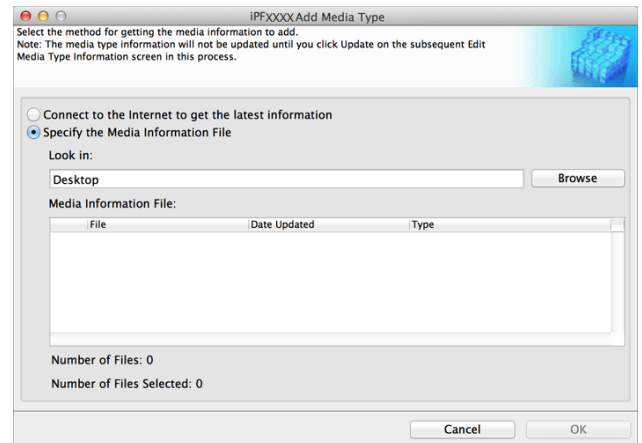 iPFXXXX Add Media Type
Select the method for getting the media information to add.
Note: The media type information will not be updated until you click Update on the subsequent Edit
Media Type Information screen in this process.
Connect to the Internet to get the latest information
Specify the Media Information File
Look in:
Desktop Browse
Media Information File:
File Date Updated Type
Number of Files: 0
Number of Files Selected: 0
Cancel OK